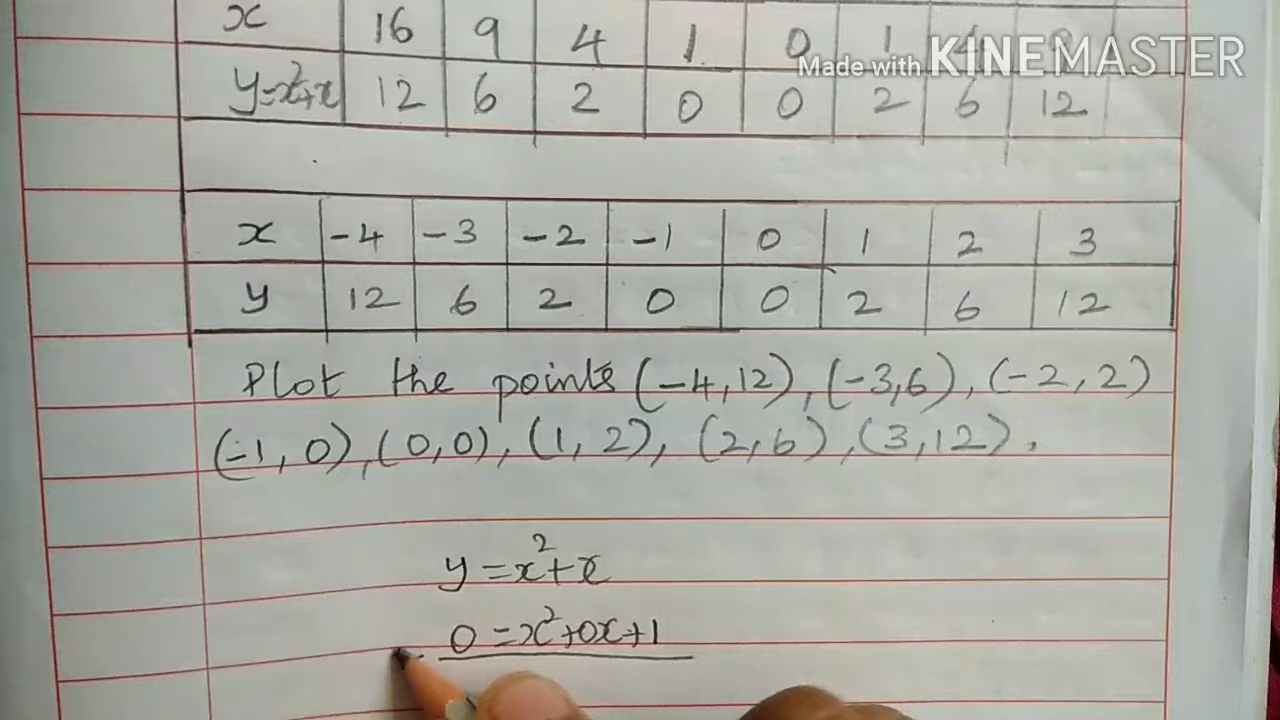 x 16 9 4 1 0 1 4 9
Made with KINEMASTER
y=x²+x 12 6 2 0 0 2 6 12
x -4 -3 -2 -1 0 1 2 3
y 12 6 2 0 0 2 6 12
Plot the points (-4,12), (-3,6), (-2, 2)
(-1, 0), (0,0), (1, 2), (2,6), (3,12).
y = x²+x
0 = x²+0x+1